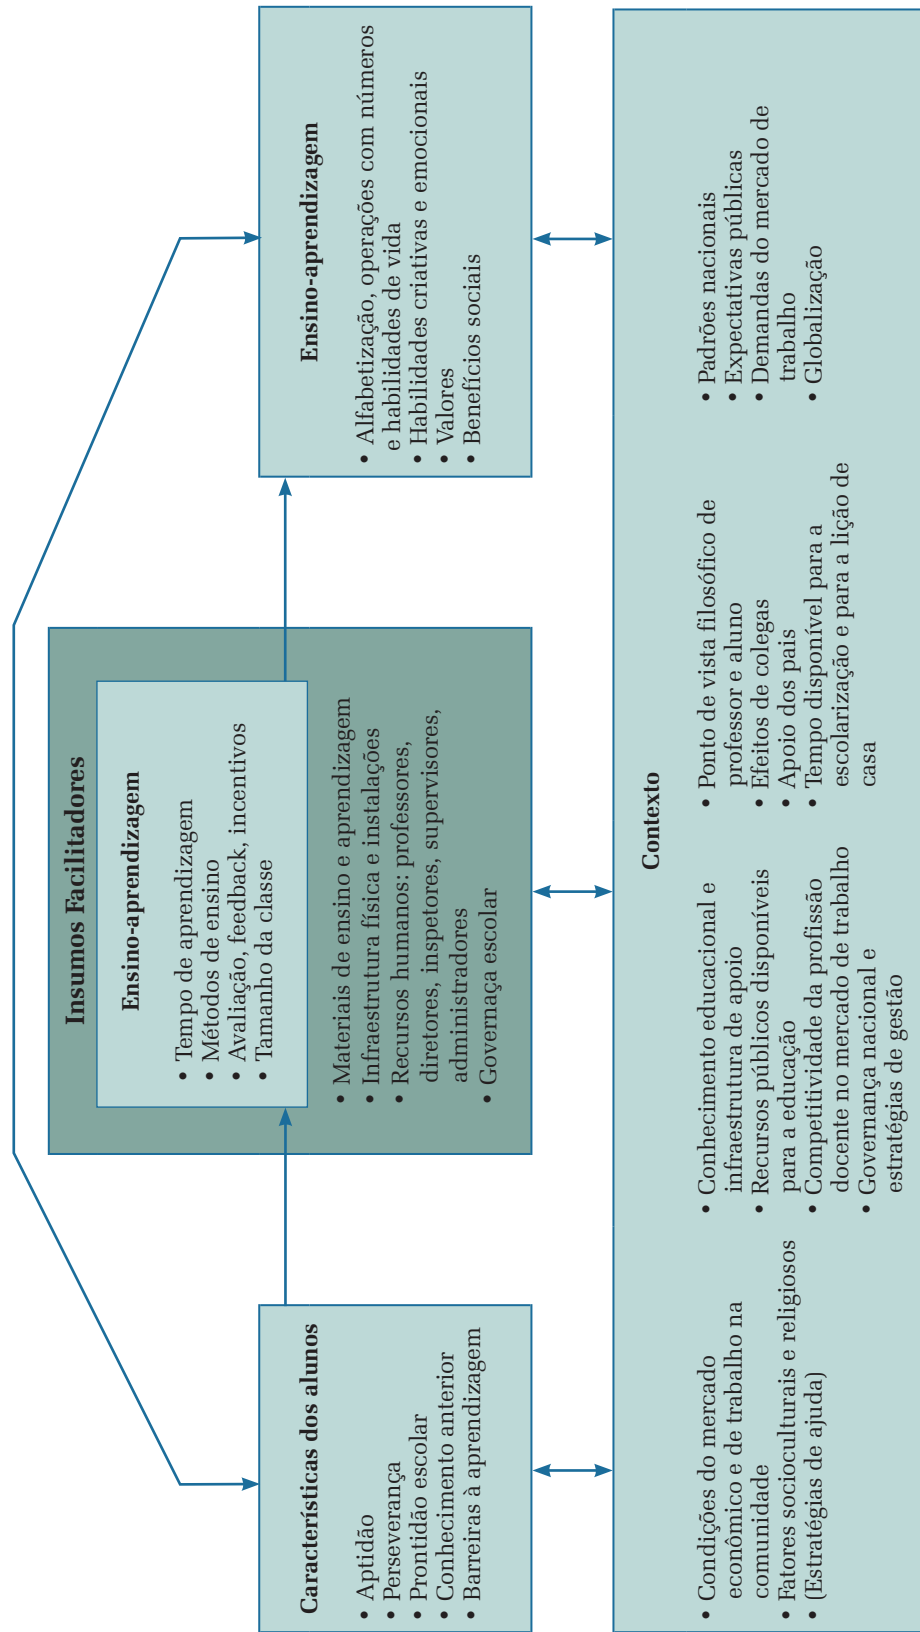 Características dos alunos
• Aptidão
• Perseverança
• Prontidão escolar
• Conhecimento anterior
• Barreiras à aprendizagem
Insumos Facilitadores
Ensino-aprendizagem
• Tempo de aprendizagem
• Métodos de ensino
• Avaliação, feedback, incentivos
• Tamanho da classe
• Materiais de ensino e aprendizagem
• Infraestrutura física e instalações
• Recursos humanos: professores,
diretores, inspetores, supervisores,
administradores
• Governaça escolar
Ensino-aprendizagem
• Alfabetização, operações com números
e habilidades de vida
• Habilidades criativas e emocionais
• Valores
• Benefícios sociais
Contexto
• Condições do mercado
econômico e de trabalho na
comunidade
• Fatores socioculturais e religiosos
• (Estratégias de ajuda)
• Conhecimento educacional e
infraestrutura de apoio
• Recursos públicos disponíveis
para a educação
• Competitividade da profissão
docente no mercado de trabalho
• Governança nacional e
estratégias de gestão
• Ponto de vista filosófico de
professor e aluno
• Efeitos de colegas
• Apoio dos pais
• Tempo disponível para a
escolarização e para a lição de
casa
• Padrões nacionais
• Expectativas públicas
• Demandas do mercado de
trabalho
• Globalização